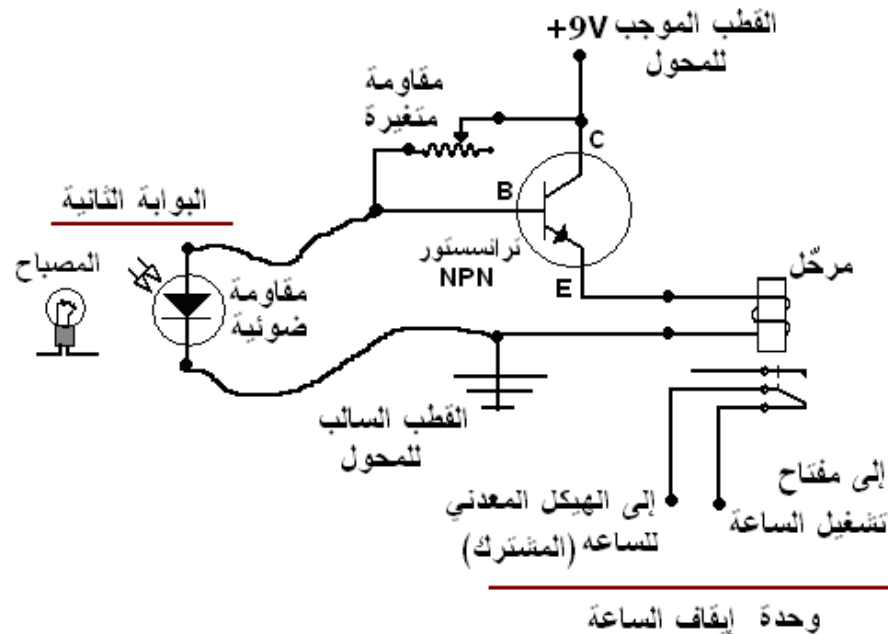 القطب الموجب +9V
للمحول
مقاومة
متغيرة
C
B
البوابة الثانية
ترانسستور
NPN
المصباح
مقاومة
ضوئية
E
مرحّل
القطب السالب
للمحول
إلى مفتاح
تشغيل الساعة
إلى الهيكل المعدني
للساعه (المشترك)
وحدة إيقاف الساعة